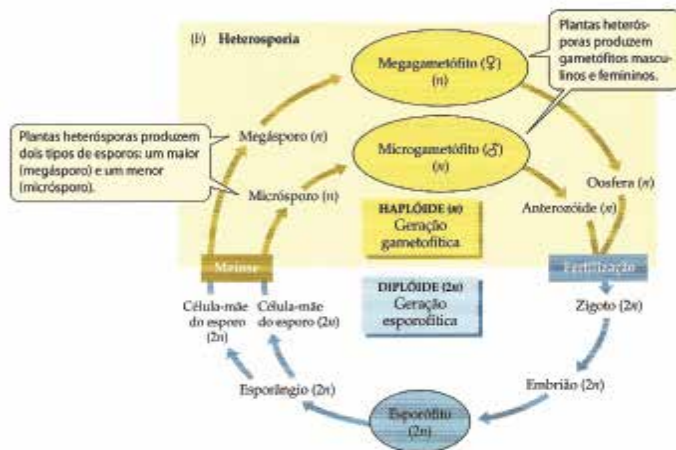 (b) Heterosporia
Plantas heterós-
poras produzem
gametófitos mascu-
linos e femininos.
Megagametófito (♀)
(n)
Plantas heterósporas produzem
dois tipos de esporos: um maior
(megásporo) e um menor
(micrósporo).
Megásporo (n)
Microgametófito (♂)
(n)
Micrósporo (n)
Oosfera (n)
Anterozóide (n)
HAPLÓIDE (n)
Geração
gametofítica
Meiose
Fertilização
DIPLÓIDE (2n)
Geração
esporofítica
Célula-mãe
do esporo
(2n)
Célula-mãe
do esporo (2n)
Zigoto (2n)
Esporângio (2n)
Embrião (2n)
Esporófito
(2n)